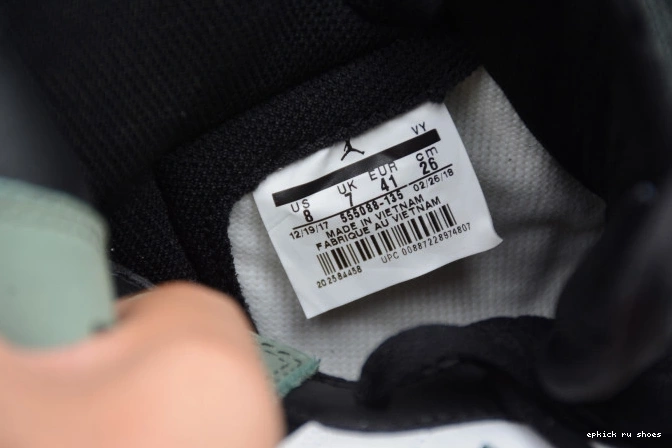 VY
US UK EUR cm
8 7 41 26
12/19/17 555088-135 02/26/18
MADE IN VIETNAM
FABRIQUE AU VIETNAM
202584458 UPC 00887228974807
epkick ru shoes